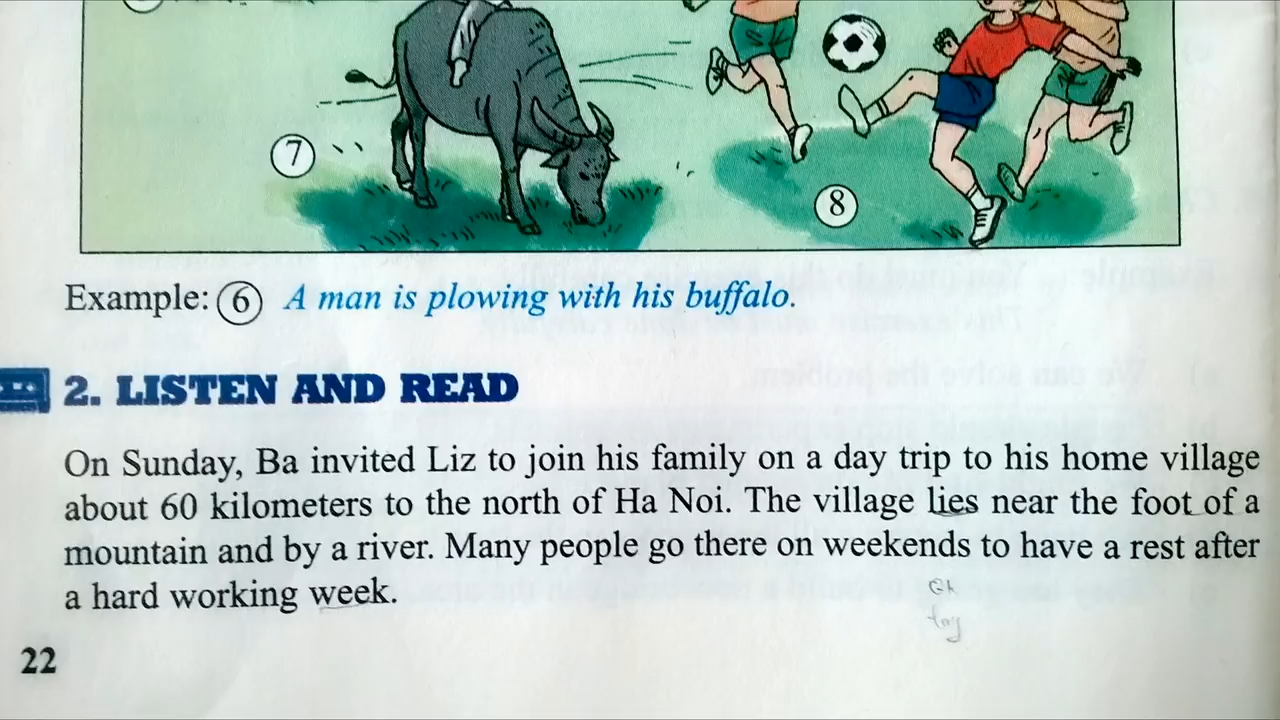 7
8
Example: 6 A man is plowing with his buffalo.
2. LISTEN AND READ
On Sunday, Ba invited Liz to join his family on a day trip to his home village
about 60 kilometers to the north of Ha Noi. The village lies near the foot of a
mountain and by a river. Many people go there on weekends to have a rest after
a hard working week.
22